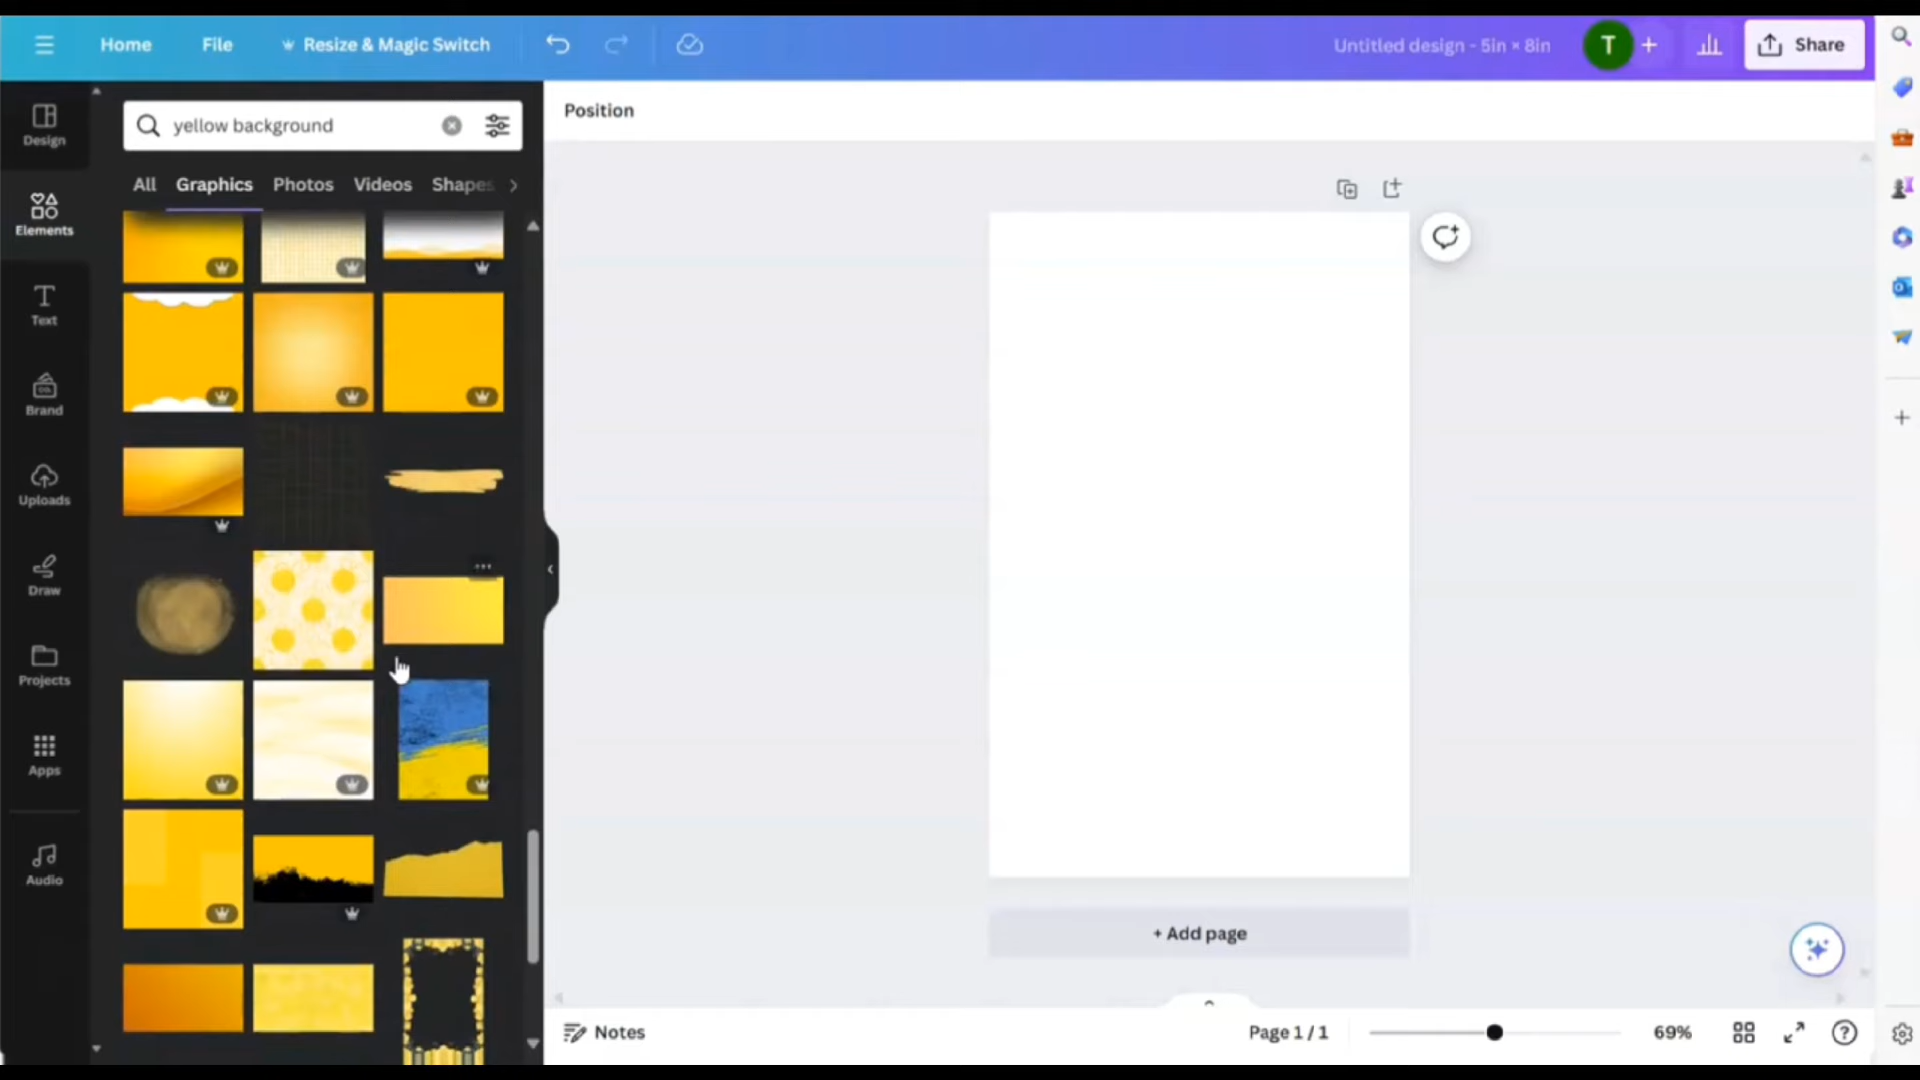 Home File Resize & Magic Switch Untitled design - 5in × 8in T + Share
yellow background
Position
Design
All Graphics Photos Videos Shapes
Elements
Text
Brand
Uploads
Draw
Projects
Apps
Audio
+ Add page
Notes Page 1 / 1 69%